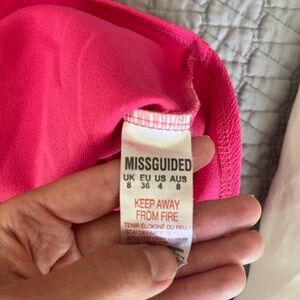 MISSGUIDED
UK EU US AUS
8 36 4 8
KEEP AWAY
FROM FIRE
TENIR ÉLOIGNÉ DU FEU